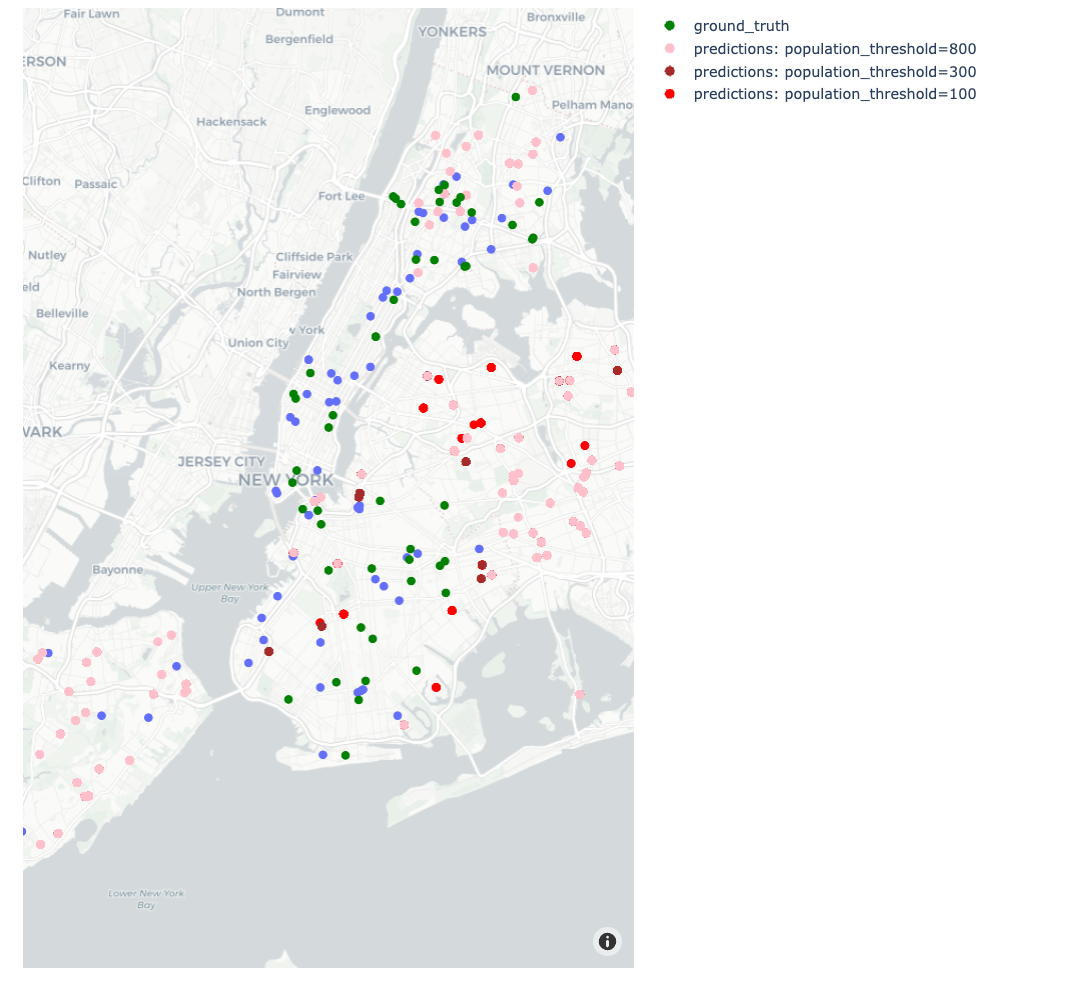 Fair Lawn
Dumont
Bronxville
YONKERS
Bergenfield
ERSON
MOUNT VERNON
Englewood
Pelham Mano
Hackensack
Clifton
Passaic
Fort Lee
Nutley
Cliffside Park
Fairview
eld
North Bergen
Belleville
w York
Union City
Kearny
WARK
JERSEY CITY
NEW YORK
Bayonne
Upper New York
Bay
Lower New York
Bay
ground_truth
predictions: population_threshold=800
predictions: population_threshold=300
predictions: population_threshold=100